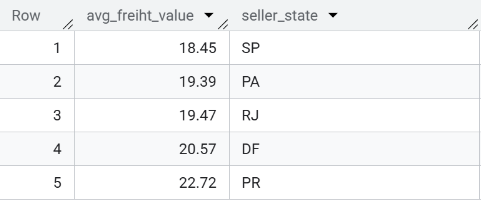 Row avg_freiht_value seller_state
1 18.45 SP
2 19.39 PA
3 19.47 RJ
4 20.57 DF
5 22.72 PR